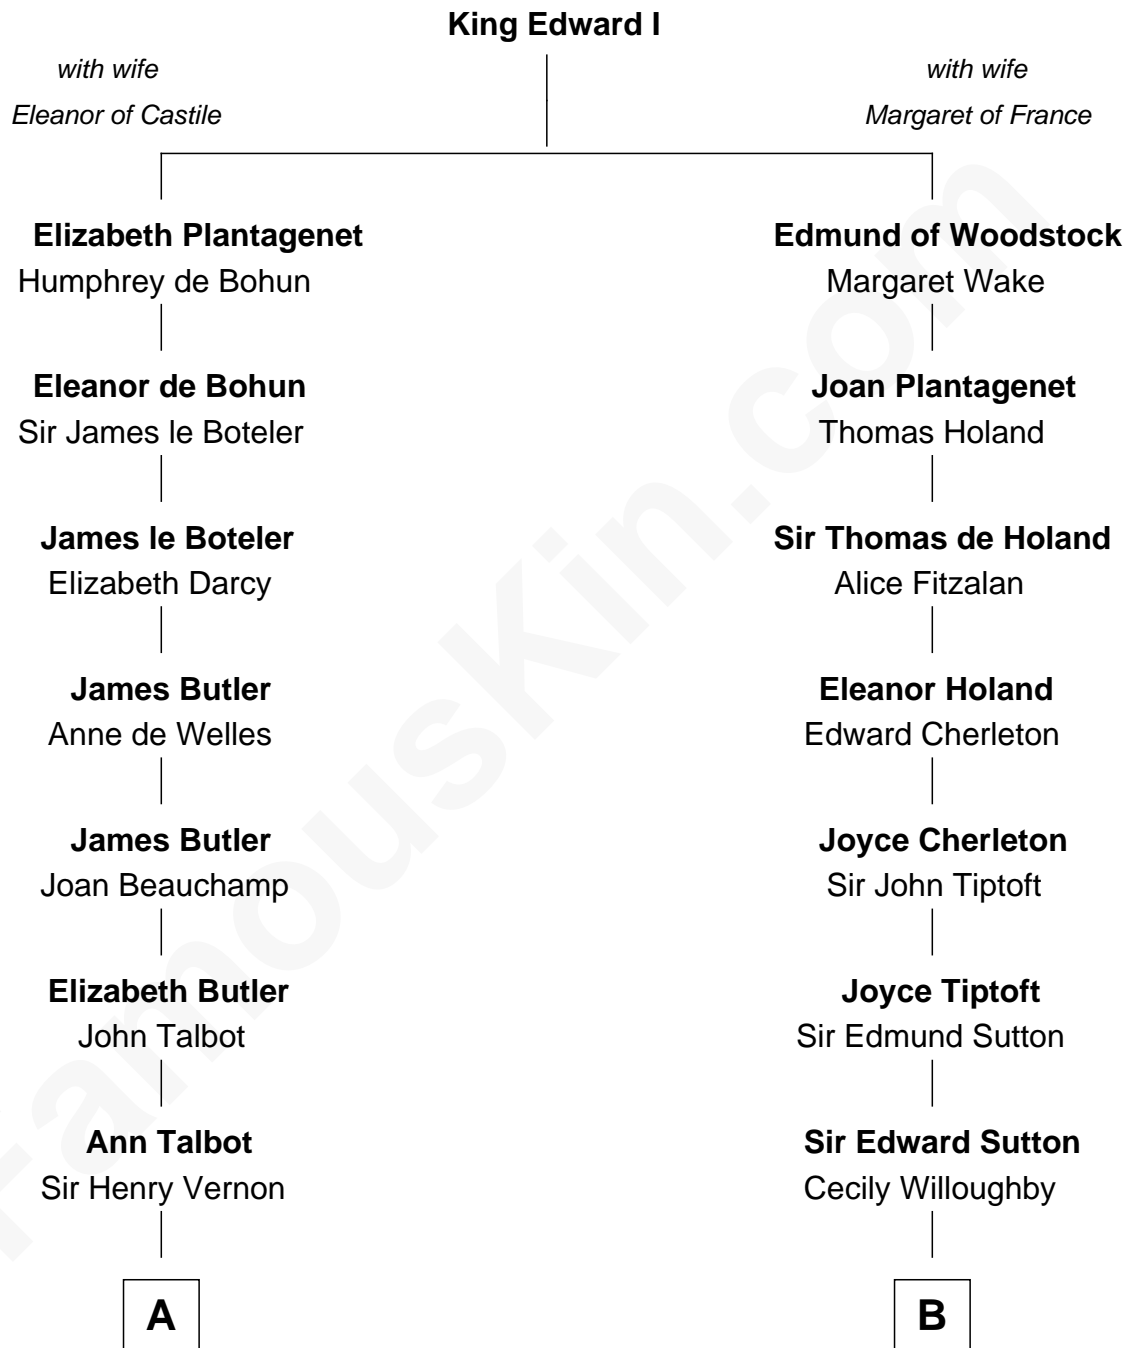 King Edward I
with wife
Eleanor of Castile
with wife
Margaret of France
Elizabeth Plantagenet
Humphrey de Bohun
Edmund of Woodstock
Margaret Wake
Eleanor de Bohun
Sir James le Boteler
Joan Plantagenet
Thomas Holand
James le Boteler
Elizabeth Darcy
Sir Thomas de Holand
Alice Fitzalan
James Butler
Anne de Welles
Eleanor Holand
Edward Cherleton
James Butler
Joan Beauchamp
Joyce Cherleton
Sir John Tiptoft
Elizabeth Butler
John Talbot
Joyce Tiptoft
Sir Edmund Sutton
Ann Talbot
Sir Henry Vernon
Sir Edward Sutton
Cecily Willoughby
A
B
FamousKin.com